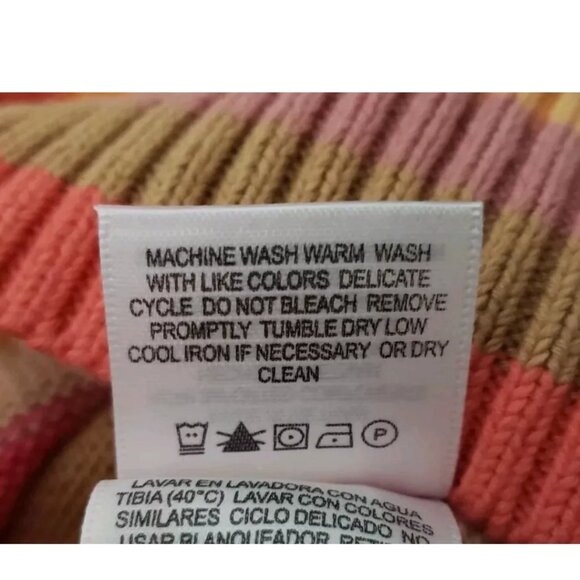 MACHINE WASH WARM WASH
WITH LIKE COLORS DELICATE
CYCLE DO NOT BLEACH REMOVE
PROMPTLY TUMBLE DRY LOW
COOL IRON IF NECESSARY OR DRY
CLEAN
P
LAVAR EN LAVADORA CON AGUA
TIBIA (40°C) LAVAR CON COLORES
SIMILARES CICLO DELICADO NO
USAR BLANQUEADOR